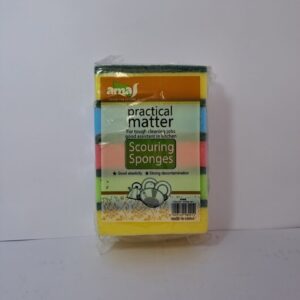 ama
practical
matter
For tough cleaning jobs
good assistant in kitchen
Scouring
Sponges
★ Good elasticity ★ Strong decontamination
MADE IN CHINA